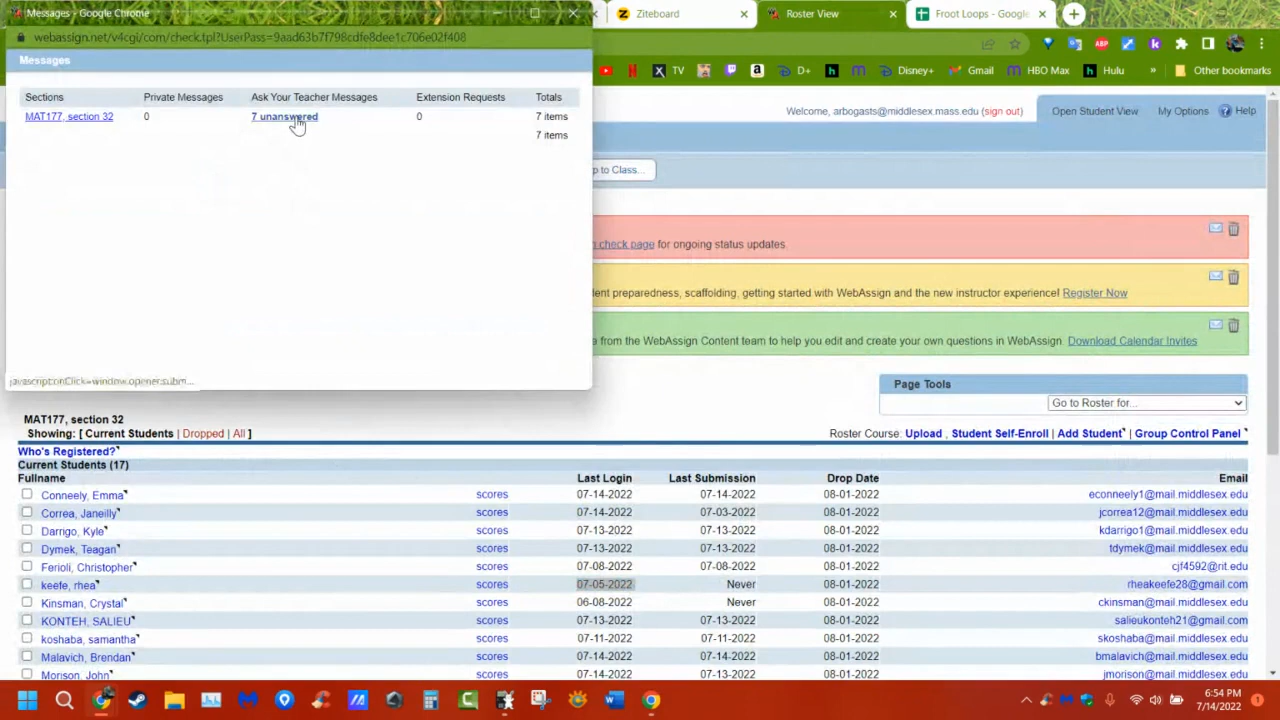 Messages - Google Chrome
Ziteboard
Roster View
Froot Loops - Google
webassign.net/v4cgi/com/check.tpl?UserPass=9aad63b7f798cdfe8dee1c706e02f408
TV
D+
Disney+
Gmail
HBO Max
Hulu
»
Other bookmarks
Messages
Sections Private Messages Ask Your Teacher Messages Extension Requests Totals
MAT177, section 32 0 7 unanswered 0 7 items
7 items
Welcome, arbogasts@middlesex.mass.edu (sign out)
Open Student View My Options Help
p to Class...
check page for ongoing status updates.
ent preparedness, scaffolding, getting started with WebAssign and the new instructor experience! Register Now
e from the WebAssign Content team to help you edit and create your own questions in WebAssign. Download Calendar Invites
javascript:onClick=window.opener.subm...
Page Tools
Go to Roster for...
MAT177, section 32
Showing: [ Current Students | Dropped | All ]
Roster Course: Upload , Student Self-Enroll | Add Student | Group Control Panel
Who's Registered?
Current Students (17)
Fullname Last Login Last Submission Drop Date Email
Conneely, Emma scores 07-14-2022 07-14-2022 08-01-2022 econneely1@mail.middlesex.edu
Correa, Janeilly scores 07-14-2022 07-03-2022 08-01-2022 jcorrea12@mail.middlesex.edu
Darrigo, Kyle scores 07-13-2022 07-13-2022 08-01-2022 kdarrigo1@mail.middlesex.edu
Dymek, Teagan scores 07-13-2022 07-13-2022 08-01-2022 tdymek@mail.middlesex.edu
Ferioli, Christopher scores 07-08-2022 07-08-2022 08-01-2022 cjf4592@rit.edu
keefe, rhea scores 07-05-2022 Never 08-01-2022 rheakeefe28@gmail.com
Kinsman, Crystal scores 06-08-2022 Never 08-01-2022 ckinsman@mail.middlesex.edu
KONTEH, SALIEU scores 07-13-2022 07-13-2022 08-01-2022 salieukonteh21@gmail.com
koshaba, samantha scores 07-11-2022 07-11-2022 08-01-2022 skoshaba@mail.middlesex.edu
Malavich, Brendan scores 07-14-2022 07-14-2022 08-01-2022 bmalavich@mail.middlesex.edu
Morison, John scores 07-14-2022 07-14-2022 08-01-2022 jmorison@mail.middlesex.edu
6:54 PM
7/14/2022